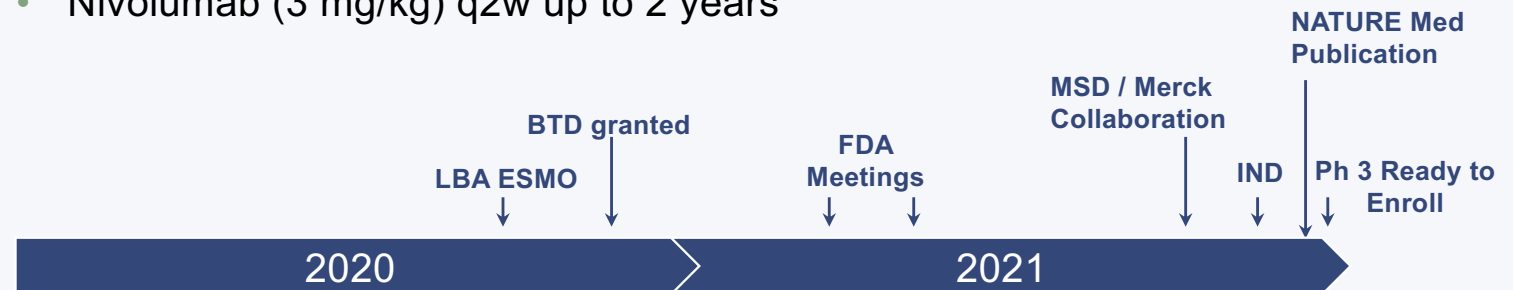 • Nivolumab (3 mg/kg) q2w up to 2 years
NATURE Med
Publication
MSD / Merck
Collaboration
BTD granted
FDA
Meetings
LBA ESMO
IND
Ph 3 Ready to
Enroll
2020
2021